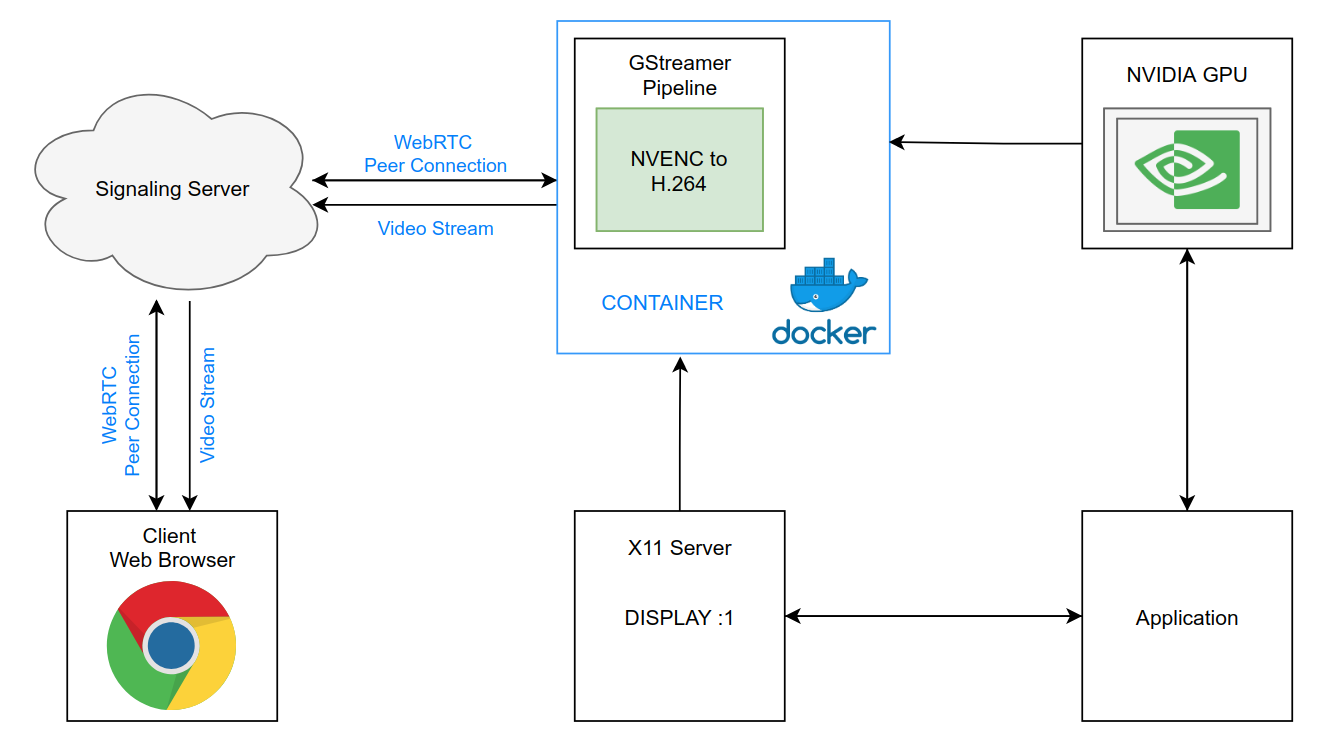 GStreamer
Pipeline
NVENC to
H.264
NVIDIA GPU
WebRTC
Peer Connection
Signaling Server
Video Stream
CONTAINER
docker
WebRTC
Peer Connection
Video Stream
Client
Web Browser
X11 Server
DISPLAY :1
Application